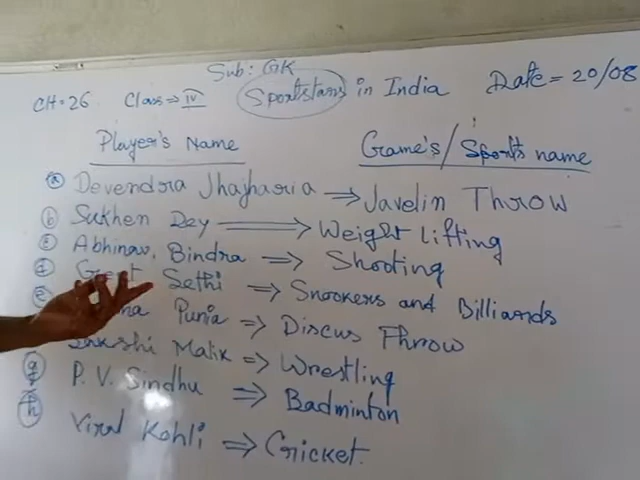 Sub: GK
CH=26 Class⇒IV Sportstars in India Date = 20/08
Player's Name Game's/Sports name
(a) Devendra Jhajharia ⟹ Javelin Throw
(b) Sukhen Dey ⟹ Weight lifting
(c) Abhinav Bindra ⟹ Shooting
(d) Geet Sethi ⟹ Snookers and Billiards
(e) Punia ⟹ Discus Throw
Sakshi Malik ⟹ Wrestling
(g) P. V. Sindhu ⟹ Badminton
(h) Virat Kohli ⟹ Cricket.